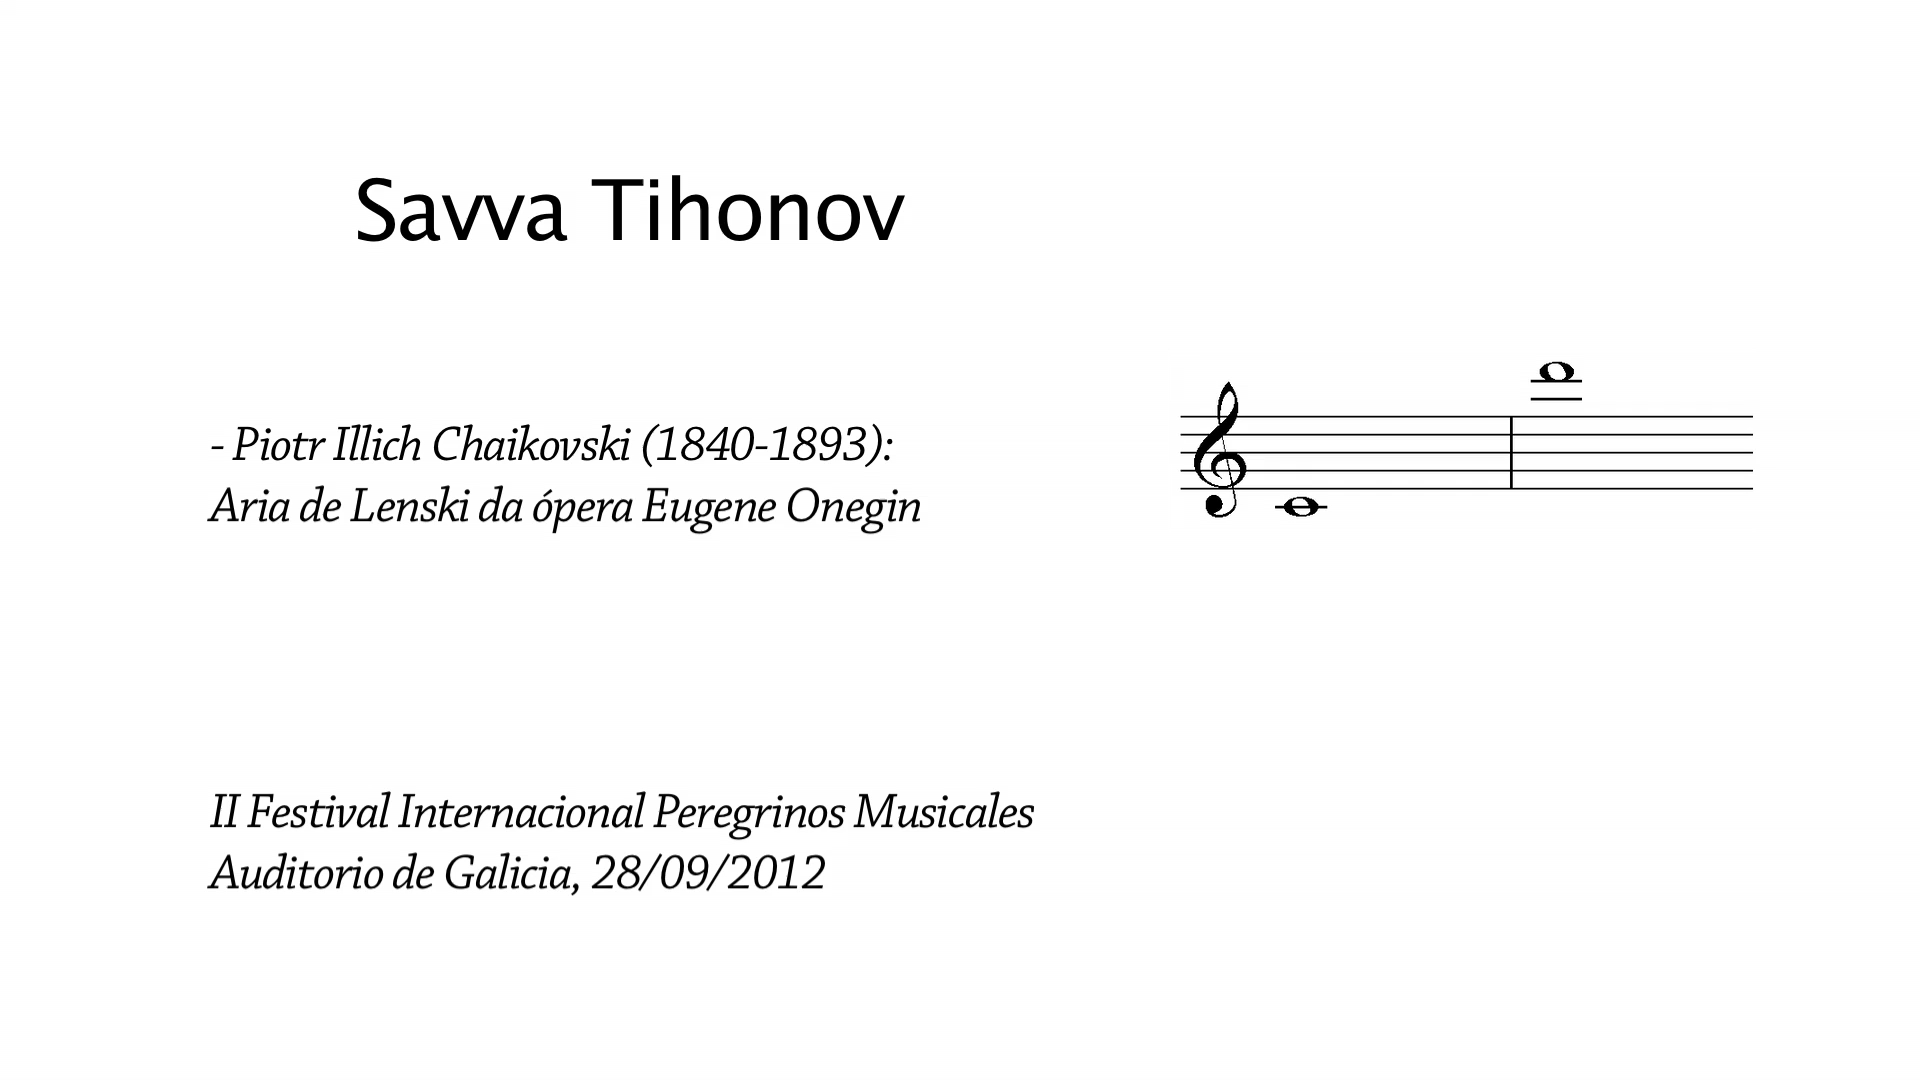 Savva Tihonov
- Piotr Illich Chaikovski (1840-1893):
Aria de Lenski da ópera Eugene Onegin
II Festival Internacional Peregrinos Musicales
Auditorio de Galicia, 28/09/2012